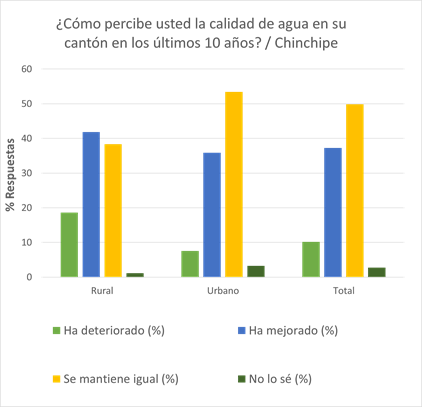 ¿Cómo percibe usted la calidad de agua en su
cantón en los últimos 10 años? / Chinchipe
60
50
40
30
20
10
0
% Respuestas
Rural
Urbano
Total
Ha deteriorado (%)
Ha mejorado (%)
Se mantiene igual (%)
No lo sé (%)